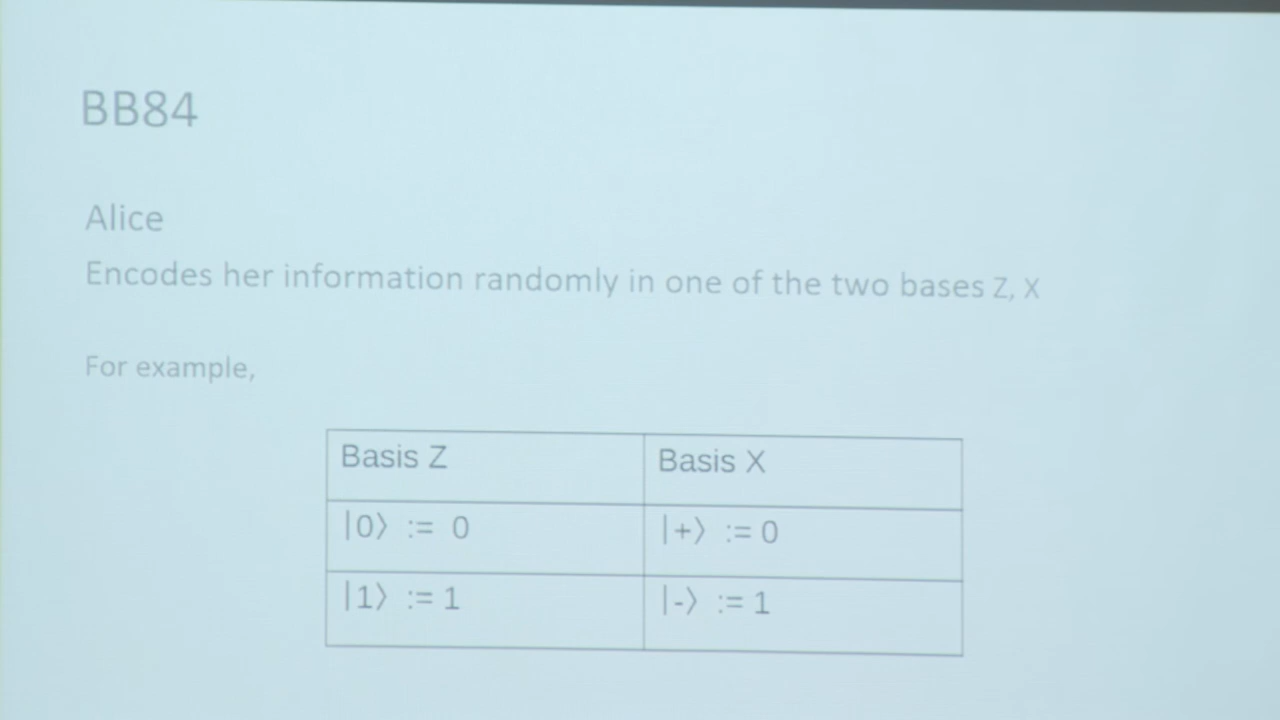 BB84
Alice
Encodes her information randomly in one of the two bases Z, X
For example,
Basis Z
Basis X
|0⟩ := 0
|+⟩ := 0
|1⟩ := 1
|-⟩ := 1